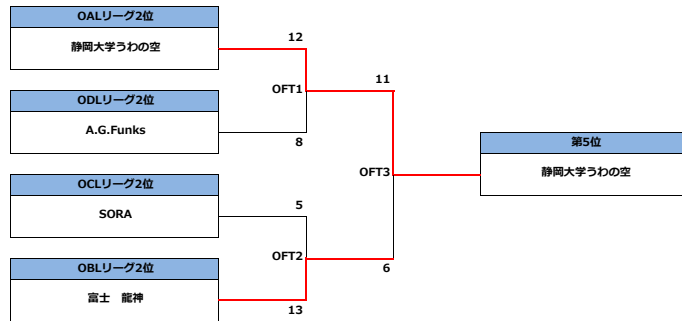 OALリーグ2位
静岡大学うわの空
12
OFT1
ODLリーグ2位
A.G.Funks
8
11
OFT3
第5位
静岡大学うわの空
OCLリーグ2位
SORA
5
OFT2
6
OBLリーグ2位
富士　龍神
13